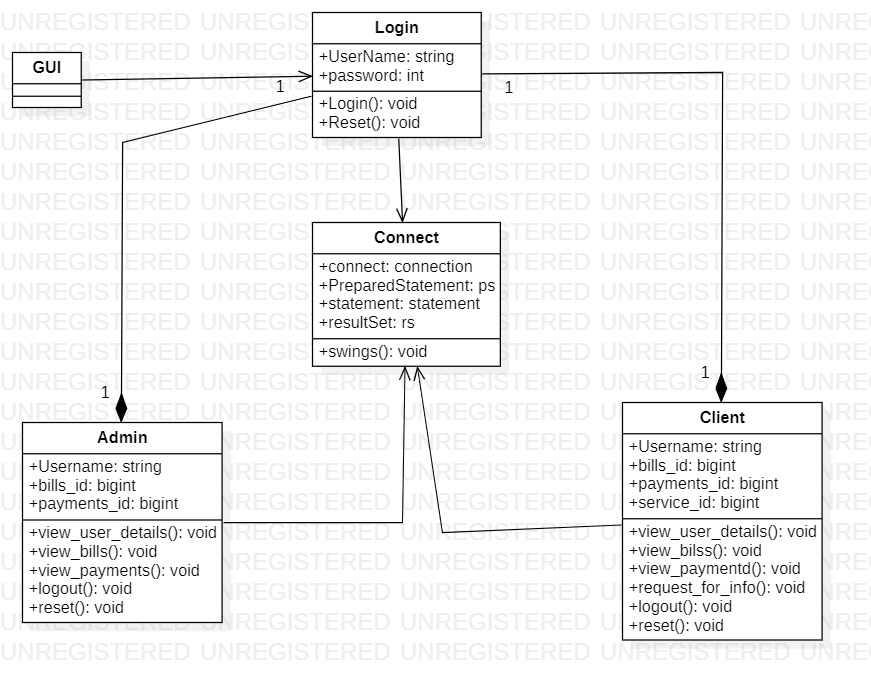 Login
+UserName: string
+password: int
+Login(): void
+Reset(): void
GUI
1
1
Connect
+connect: connection
+PreparedStatement: ps
+statement: statement
+resultSet: rs
+swings(): void
1
1
Admin
+Username: string
+bills_id: bigint
+payments_id: bigint
+view_user_details(): void
+view_bills(): void
+view_payments(): void
+logout(): void
+reset(): void
Client
+Username: string
+bills_id: bigint
+payments_id: bigint
+service_id: bigint
+view_user_details(): void
+view_bilss(): void
+view_paymentd(): void
+request_for_info(): void
+logout(): void
+reset(): void
UNREGISTERED